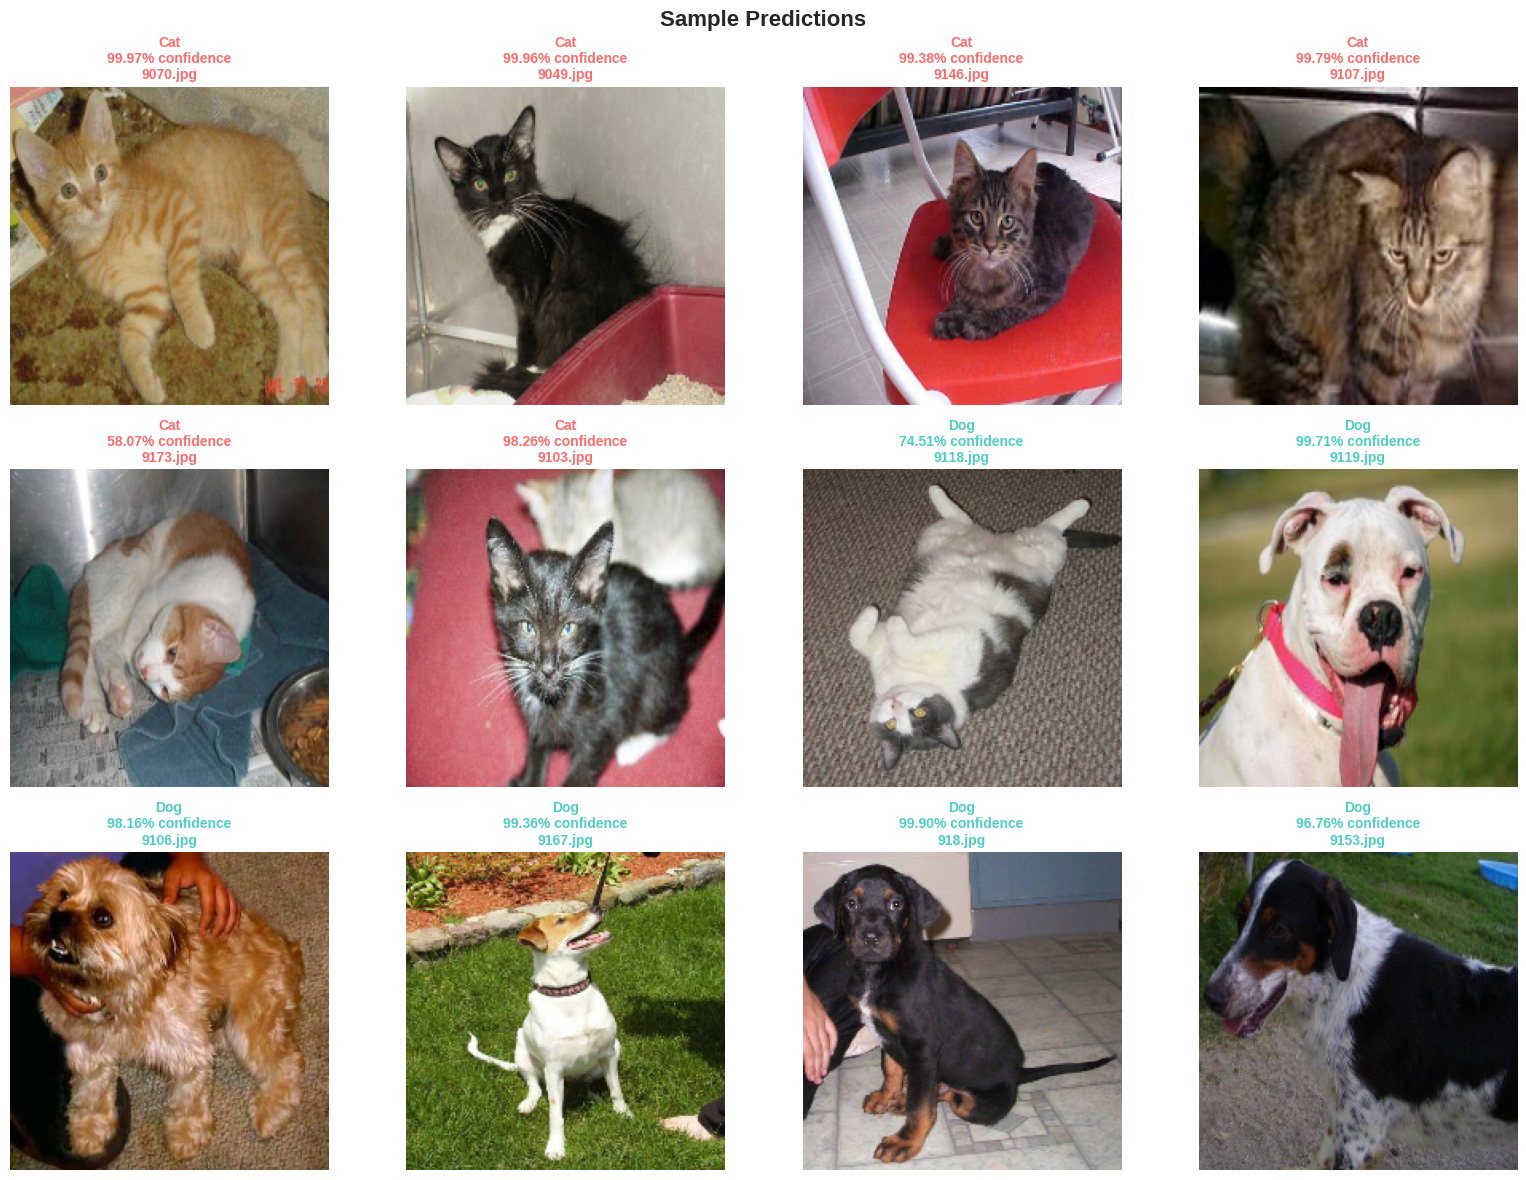 Sample Predictions
Cat
99.97% confidence
9070.jpg
Cat
99.96% confidence
9049.jpg
Cat
99.38% confidence
9146.jpg
Cat
99.79% confidence
9107.jpg
Cat
58.07% confidence
9173.jpg
Cat
98.26% confidence
9103.jpg
Dog
74.51% confidence
9118.jpg
Dog
99.71% confidence
9119.jpg
Dog
98.16% confidence
9106.jpg
Dog
99.36% confidence
9167.jpg
Dog
99.90% confidence
918.jpg
Dog
96.76% confidence
9153.jpg